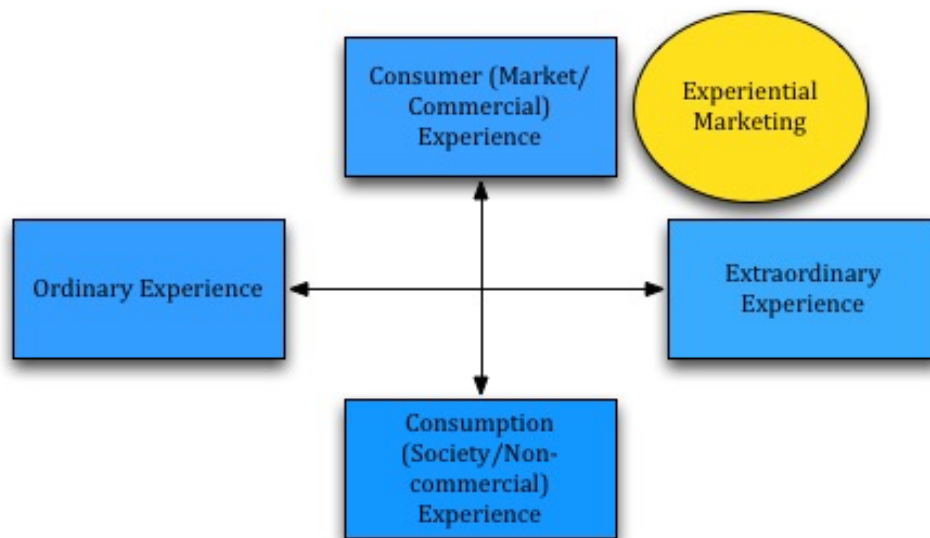 Consumer (Market/
Commercial)
Experience
Experiential
Marketing
Ordinary Experience
Extraordinary
Experience
Consumption
(Society/Non-
commercial)
Experience